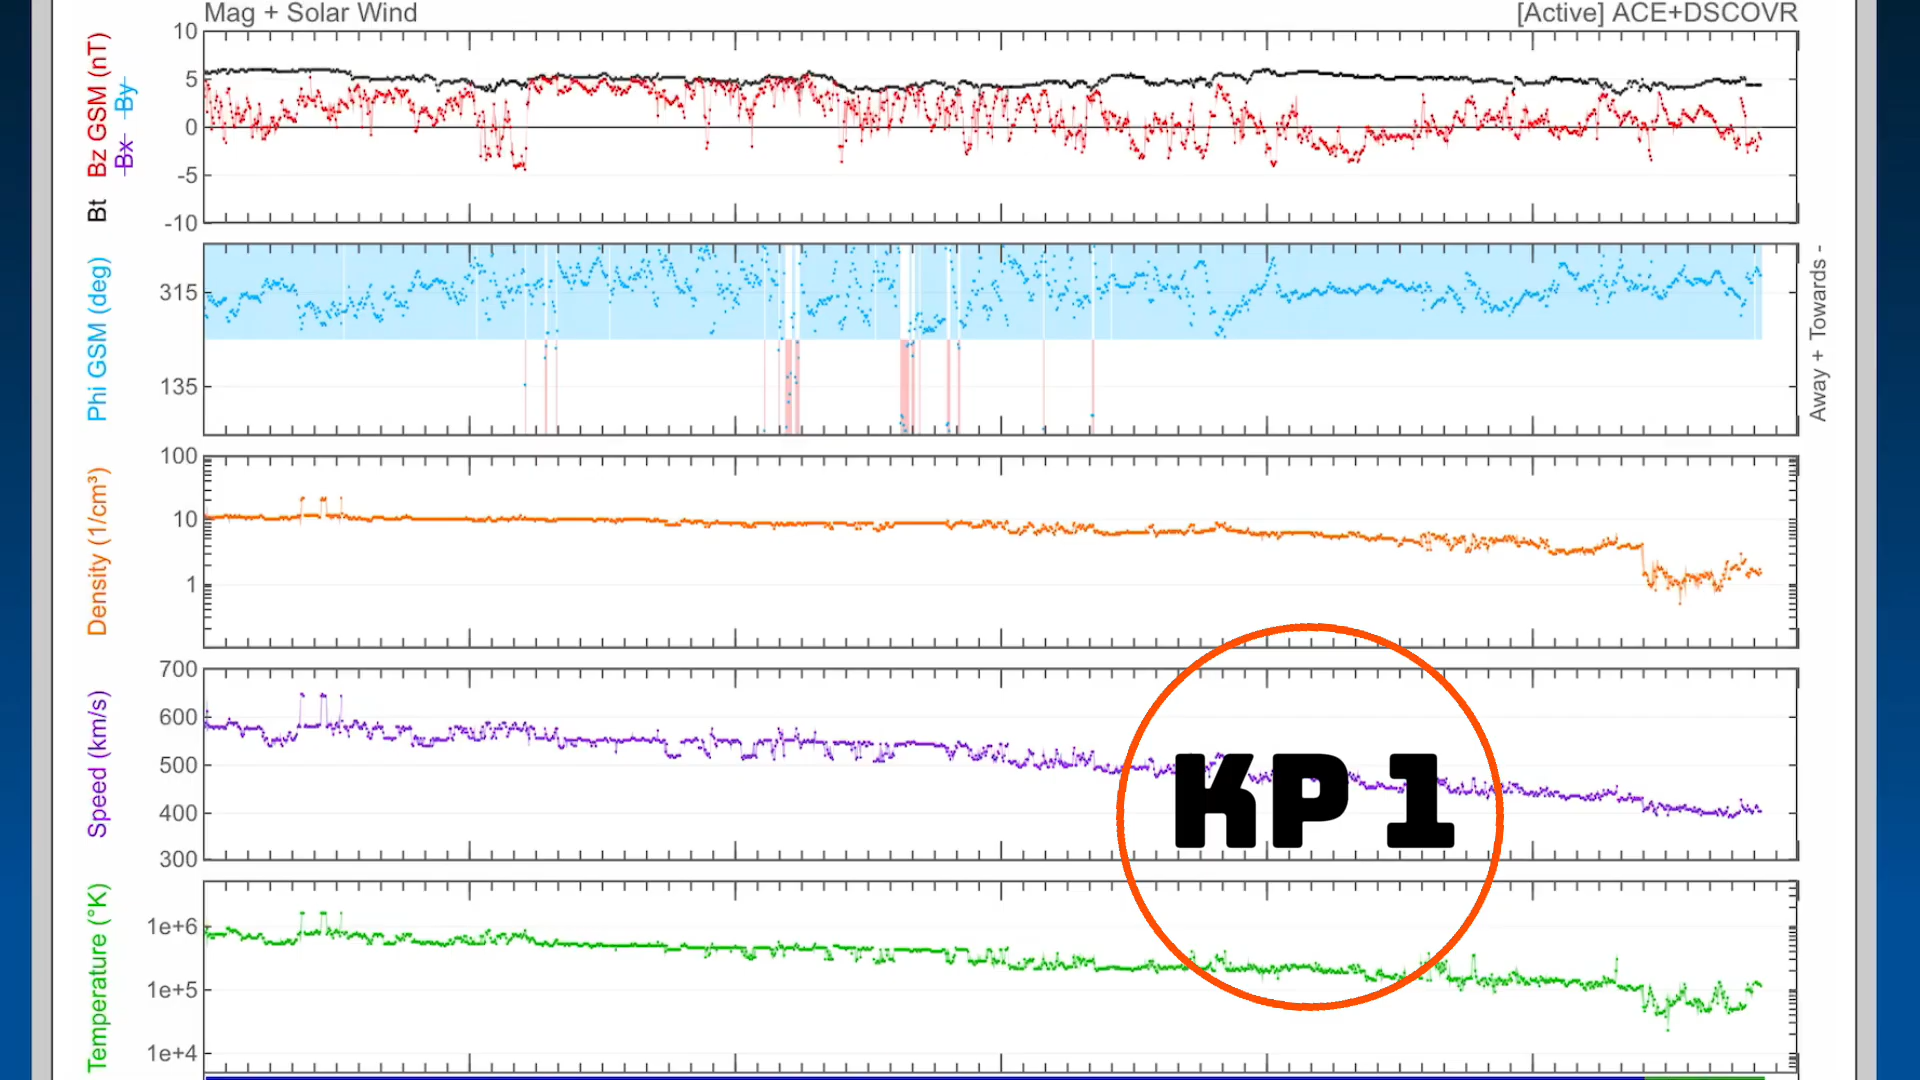 Mag + Solar Wind
[Active] ACE+DSCOVR
Bt Bz GSM (nT)
Bx By
10
5
0
-5
-10
Phi GSM (deg)
315
135
Away + Towards -
Density (1/cm³)
100
10
1
Speed (km/s)
700
600
500
400
300
KP 1
Temperature (°K)
1e+6
1e+5
1e+4